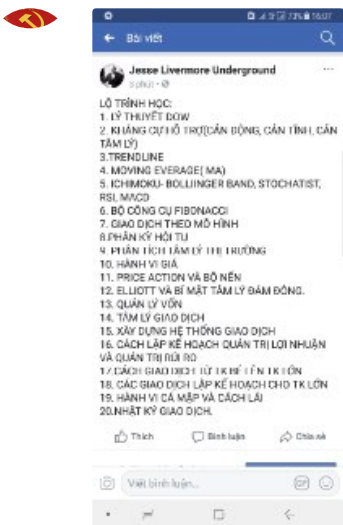 73% 16:07
Bài viết
Jesse Livermore Underground
3 phút
LỘ TRÌNH HỌC:
1. LÝ THUYẾT DOW
2. KHÁNG CỰ HỖ TRỢ(CẢN ĐỘNG, CẢN TĨNH, CẢN
TÂM LÝ)
3.TRENDLINE
4. MOVING EVERAGE( MA)
5. ICHIMOKU- BOLLIINGER BAND, STOCHATIST,
RSI, MACD
6. BỘ CÔNG CỤ FIBONACCI
7. GIAO DỊCH THEO MÔ HÌNH
8.PHÂN KỲ HỘI TỤ
9. PHÂN TÍCH TÂM LÝ THỊ TRƯỜNG
10. HÀNH VI GIÁ
11. PRICE ACTION VÀ BỘ NẾN
12. ELLIOTT VÀ BÍ MẬT TÂM LÝ ĐÁM ĐÔNG.
13. QUẢN LÝ VỐN
14. TÂM LÝ GIAO DỊCH
15. XÂY DỰNG HỆ THỐNG GIAO DỊCH
16. CÁCH LẬP KẾ HOẠCH QUẢN TRỊ LỢI NHUẬN
VÀ QUẢN TRỊ RỦI RO
17.CÁCH GIAO DỊCH TỪ TK BÉ LÊN TK LỚN
18. CÁC GIAO DỊCH LẬP KẾ HOẠCH CHO TK LỚN
19. HÀNH VI CÁ MẬP VÀ CÁCH LÁI
20.NHẬT KÝ GIAO DỊCH.
Thích Bình luận Chia sẻ
Viết bình luận...
GIF